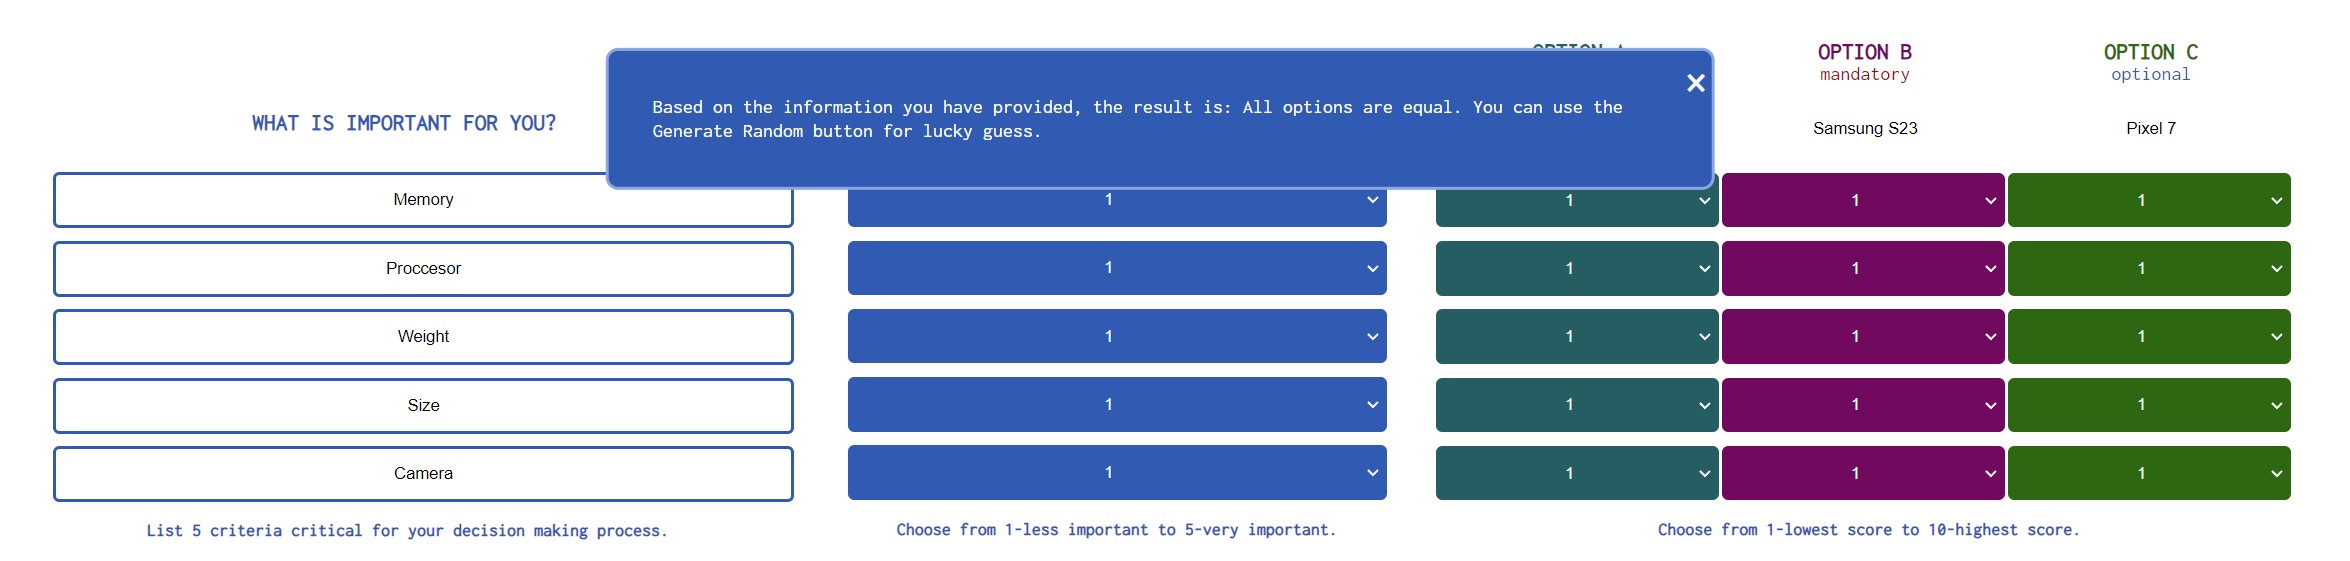 OPTION B
OPTION C
mandatory
optional
×
Based on the information you have provided, the result is: All options are equal. You can use the
Generate Random button for lucky guess.
WHAT IS IMPORTANT FOR YOU?
Samsung S23
Pixel 7
Memory
1
1
1
1
Proccesor
1
1
1
1
Weight
1
1
1
1
Size
1
1
1
1
Camera
1
1
1
1
List 5 criteria critical for your decision making process.
Choose from 1-less important to 5-very important.
Choose from 1-lowest score to 10-highest score.